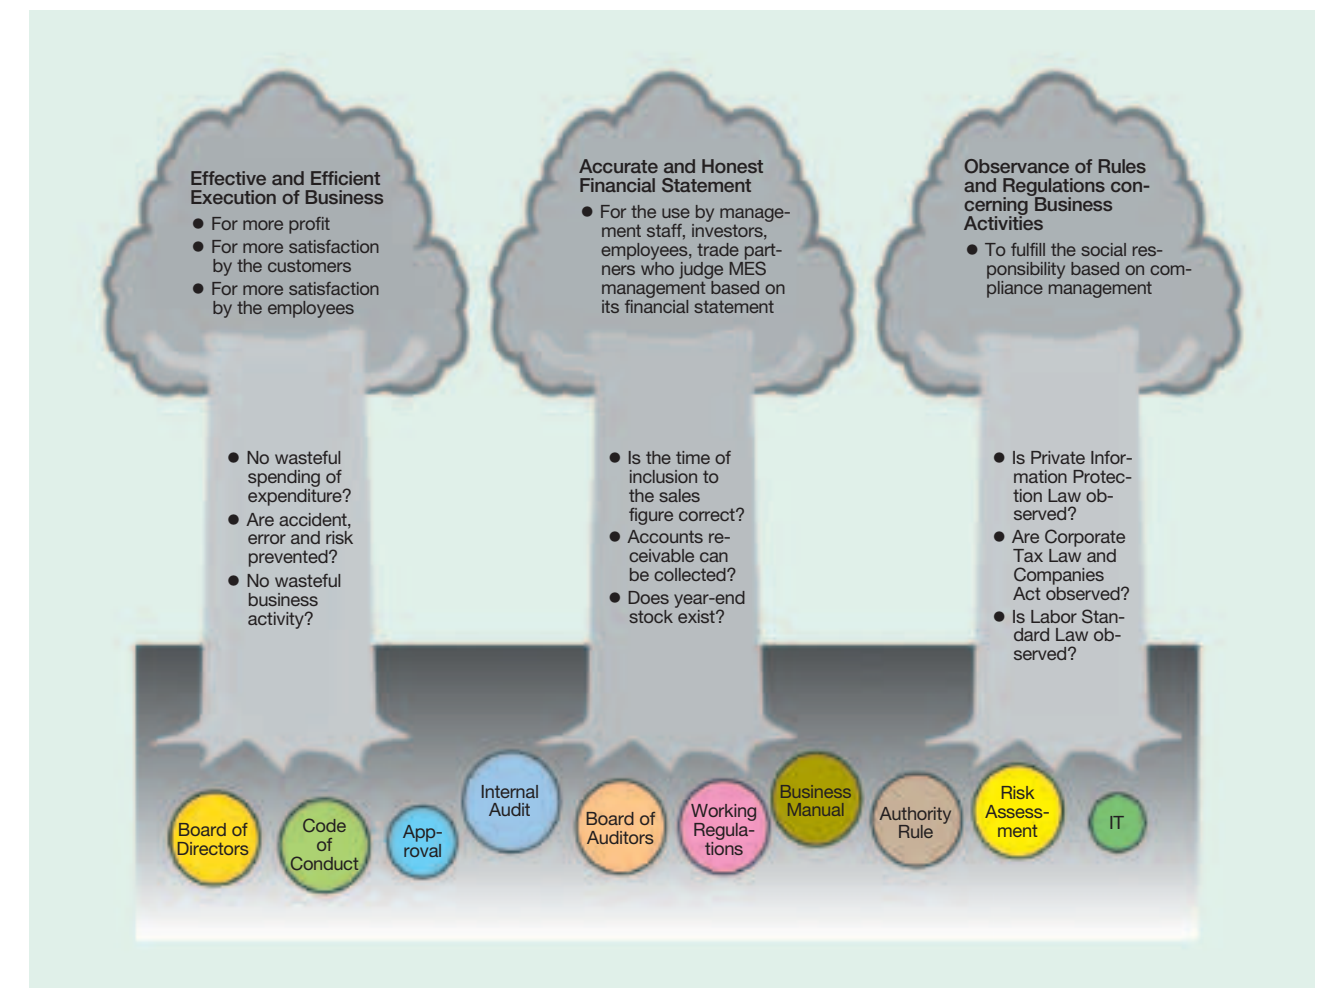 Effective and Efficient
Execution of Business
● For more profit
● For more satisfaction
by the customers
● For more satisfaction
by the employees
Accurate and Honest
Financial Statement
● For the use by manage-
ment staff, investors,
employees, trade part-
ners who judge MES
management based on
its financial statement
Observance of Rules
and Regulations con-
cerning Business
Activities
● To fulfill the social res-
ponsibility based on com-
pliance management
● No wasteful
spending of
expenditure?
● Are accident,
error and risk
prevented?
● No wasteful
business
activity?
● Is the time of
inclusion to
the sales
figure correct?
● Accounts re-
ceivable can
be collected?
● Does year-end
stock exist?
● Is Private Infor-
mation Protec-
tion Law ob-
served?
● Are Corporate
Tax Law and
Companies
Act observed?
● Is Labor Stan-
dard Law ob-
served?
Board of
Directors
Code
of
Conduct
App-
roval
Internal
Audit
Board of
Auditors
Working
Regula-
tions
Business
Manual
Authority
Rule
Risk
Assess-
ment
IT